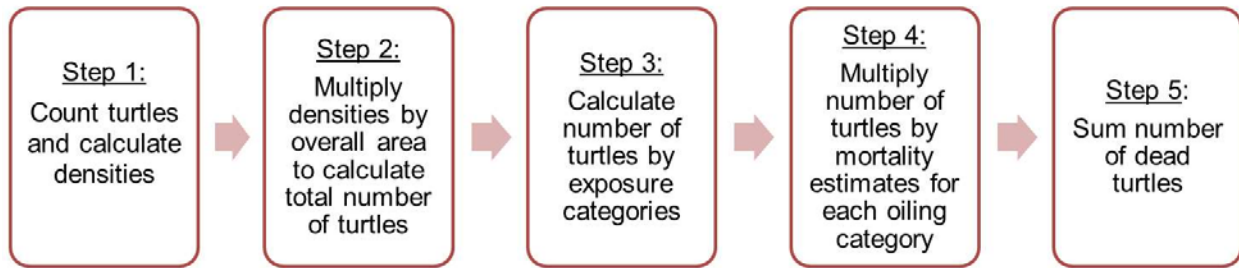 Step 1:
Count turtles
and calculate
densities
Step 2:
Multiply
densities by
overall area
to calculate
total number
of turtles
Step 3:
Calculate
number of
turtles by
exposure
categories
Step 4:
Multiply
number of
turtles by
mortality
estimates for
each oiling
category
Step 5:
Sum number
of dead
turtles